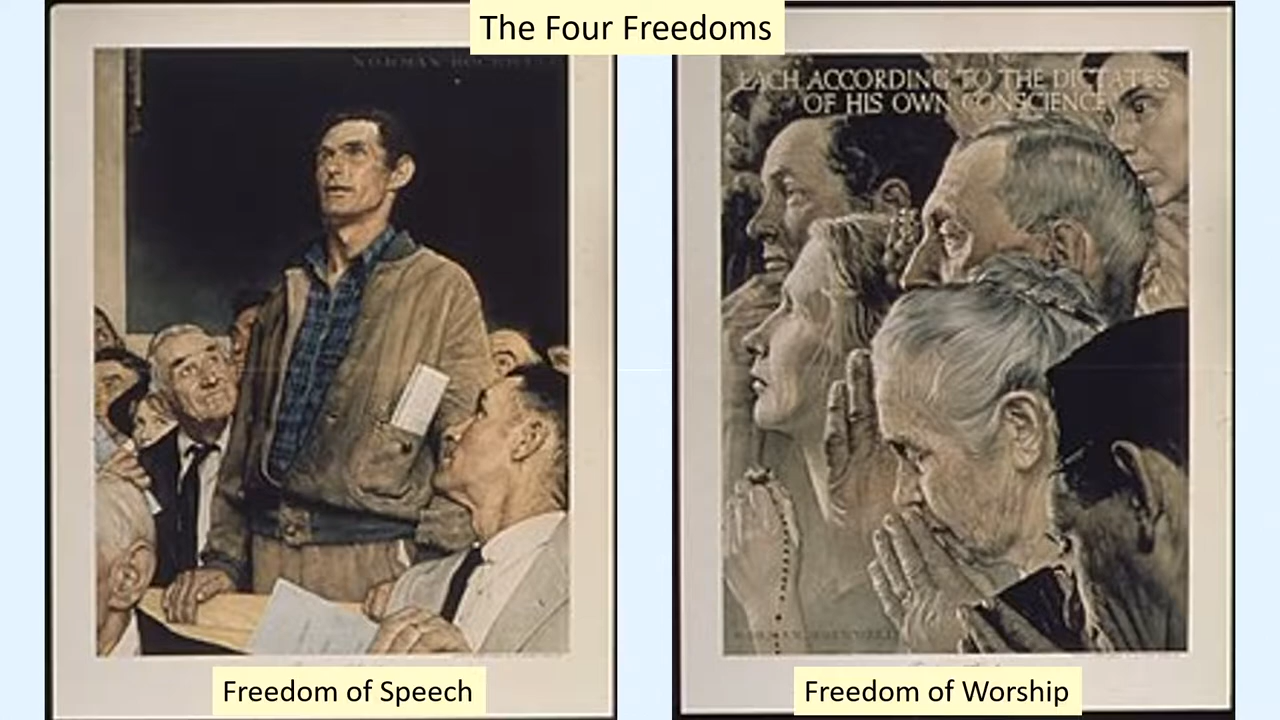 The Four Freedoms
NORMAN ROCKWELL
EACH ACCORDING TO THE DICTATES
OF HIS OWN CONSCIENCE
NORMAN ROCKWELL
Freedom of Speech
Freedom of Worship